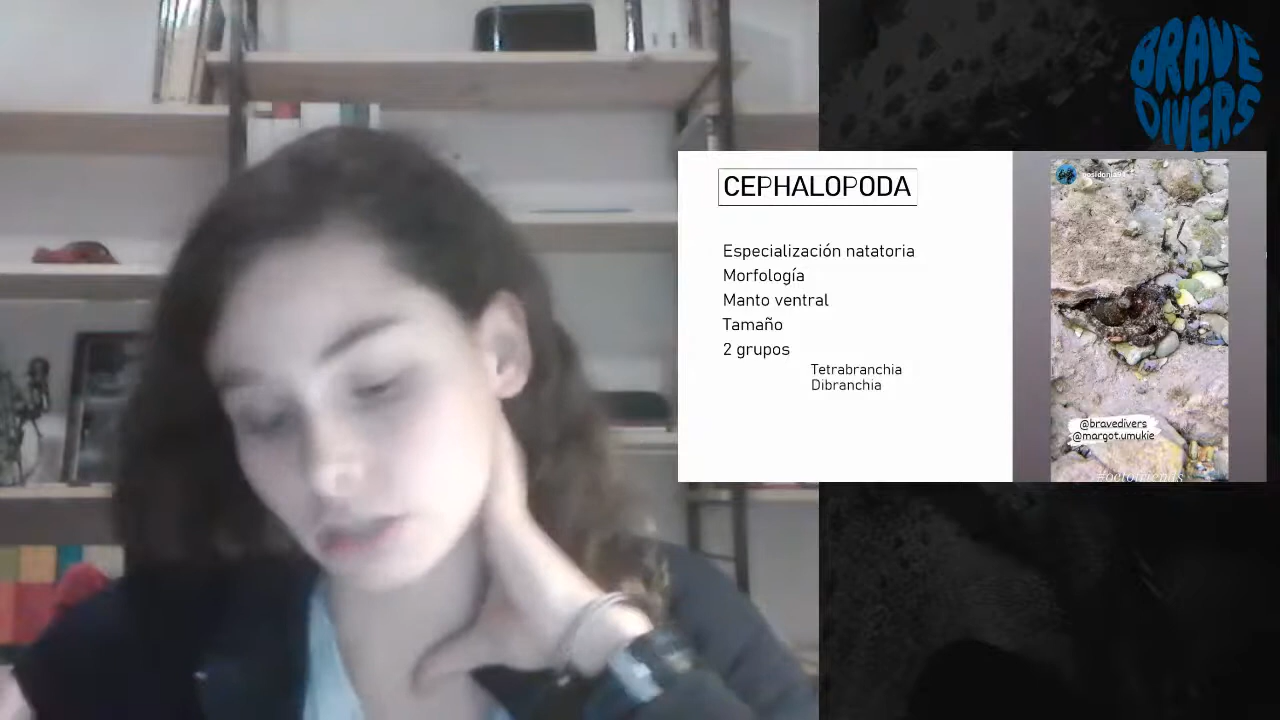 BRAVE
DIVERS
CEPHALOPODA
Especialización natatoria
Morfología
Manto ventral
Tamaño
2 grupos
Tetrabranchia
Dibranchia
@bravedivers
@margot.umukie